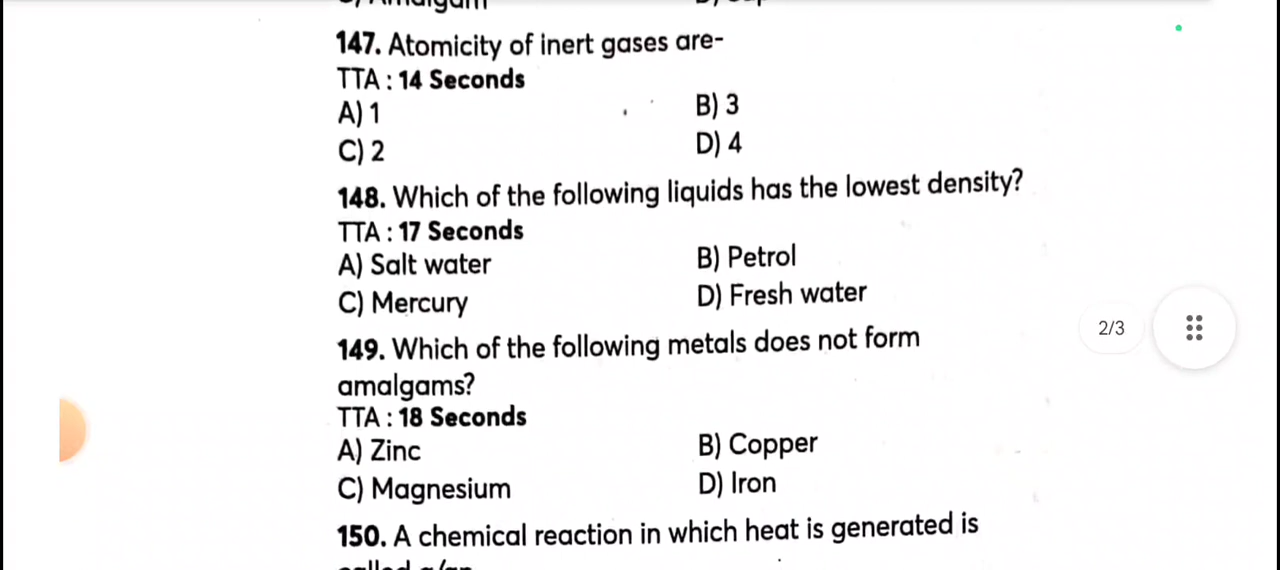 147. Atomicity of inert gases are-
TTA : 14 Seconds
A) 1
B) 3
C) 2
D) 4
148. Which of the following liquids has the lowest density?
TTA : 17 Seconds
A) Salt water
B) Petrol
C) Mercury
D) Fresh water
2/3
149. Which of the following metals does not form
amalgams?
TTA : 18 Seconds
A) Zinc
B) Copper
C) Magnesium
D) Iron
150. A chemical reaction in which heat is generated is